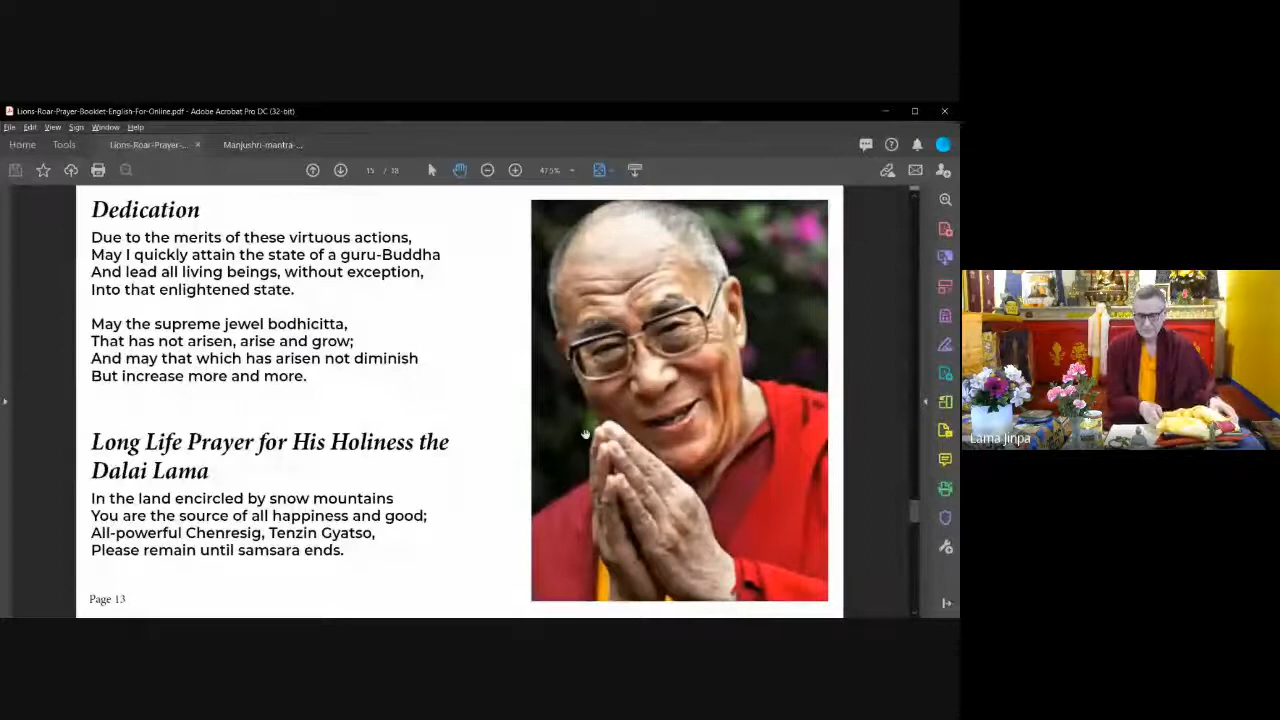 Lions-Roar-Prayer-Booklet-English-For-Online.pdf - Adobe Acrobat Pro DC (32-bit)
File Edit View Window Help
Home Tools Lions-Roar-Prayer-... × Manjushri-mantra-...
15 / 18 47.5%
Dedication
Due to the merits of these virtuous actions,
May I quickly attain the state of a guru-Buddha
And lead all living beings, without exception,
Into that enlightened state.
May the supreme jewel bodhicitta,
That has not arisen, arise and grow;
And may that which has arisen not diminish
But increase more and more.
Long Life Prayer for His Holiness the
Dalai Lama
In the land encircled by snow mountains
You are the source of all happiness and good;
All-powerful Chenresig, Tenzin Gyatso,
Please remain until samsara ends.
Page 13
Lama Jinpa